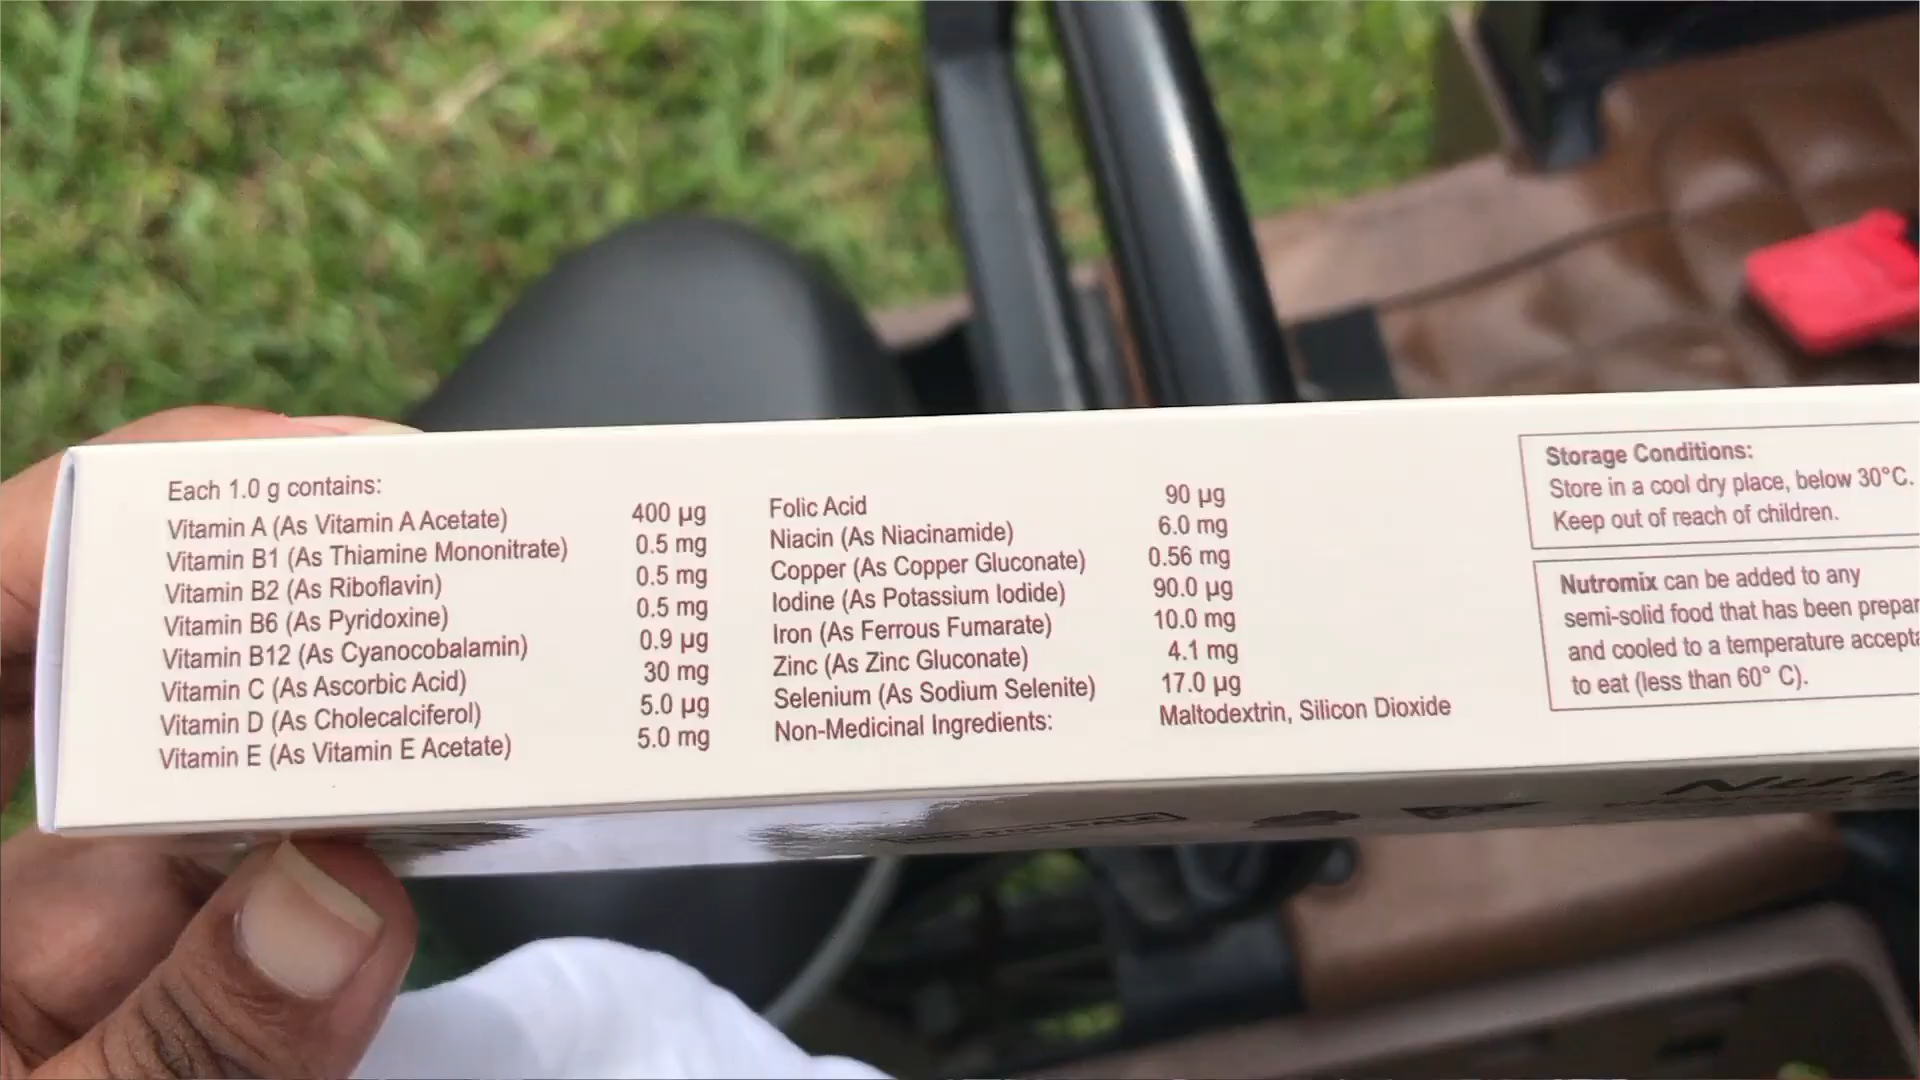 Each 1.0 g contains:
Vitamin A (As Vitamin A Acetate) 400 µg
Vitamin B1 (As Thiamine Mononitrate) 0.5 mg
Vitamin B2 (As Riboflavin) 0.5 mg
Vitamin B6 (As Pyridoxine) 0.5 mg
Vitamin B12 (As Cyanocobalamin) 0.9 µg
Vitamin C (As Ascorbic Acid) 30 mg
Vitamin D (As Cholecalciferol) 5.0 µg
Vitamin E (As Vitamin E Acetate) 5.0 mg
Folic Acid 90 µg
Niacin (As Niacinamide) 6.0 mg
Copper (As Copper Gluconate) 0.56 mg
Iodine (As Potassium Iodide) 90.0 µg
Iron (As Ferrous Fumarate) 10.0 mg
Zinc (As Zinc Gluconate) 4.1 mg
Selenium (As Sodium Selenite) 17.0 µg
Non-Medicinal Ingredients: Maltodextrin, Silicon Dioxide
Storage Conditions:
Store in a cool dry place, below 30°C.
Keep out of reach of children.
Nutromix can be added to any
semi-solid food that has been prepar
and cooled to a temperature accepta
to eat (less than 60° C).